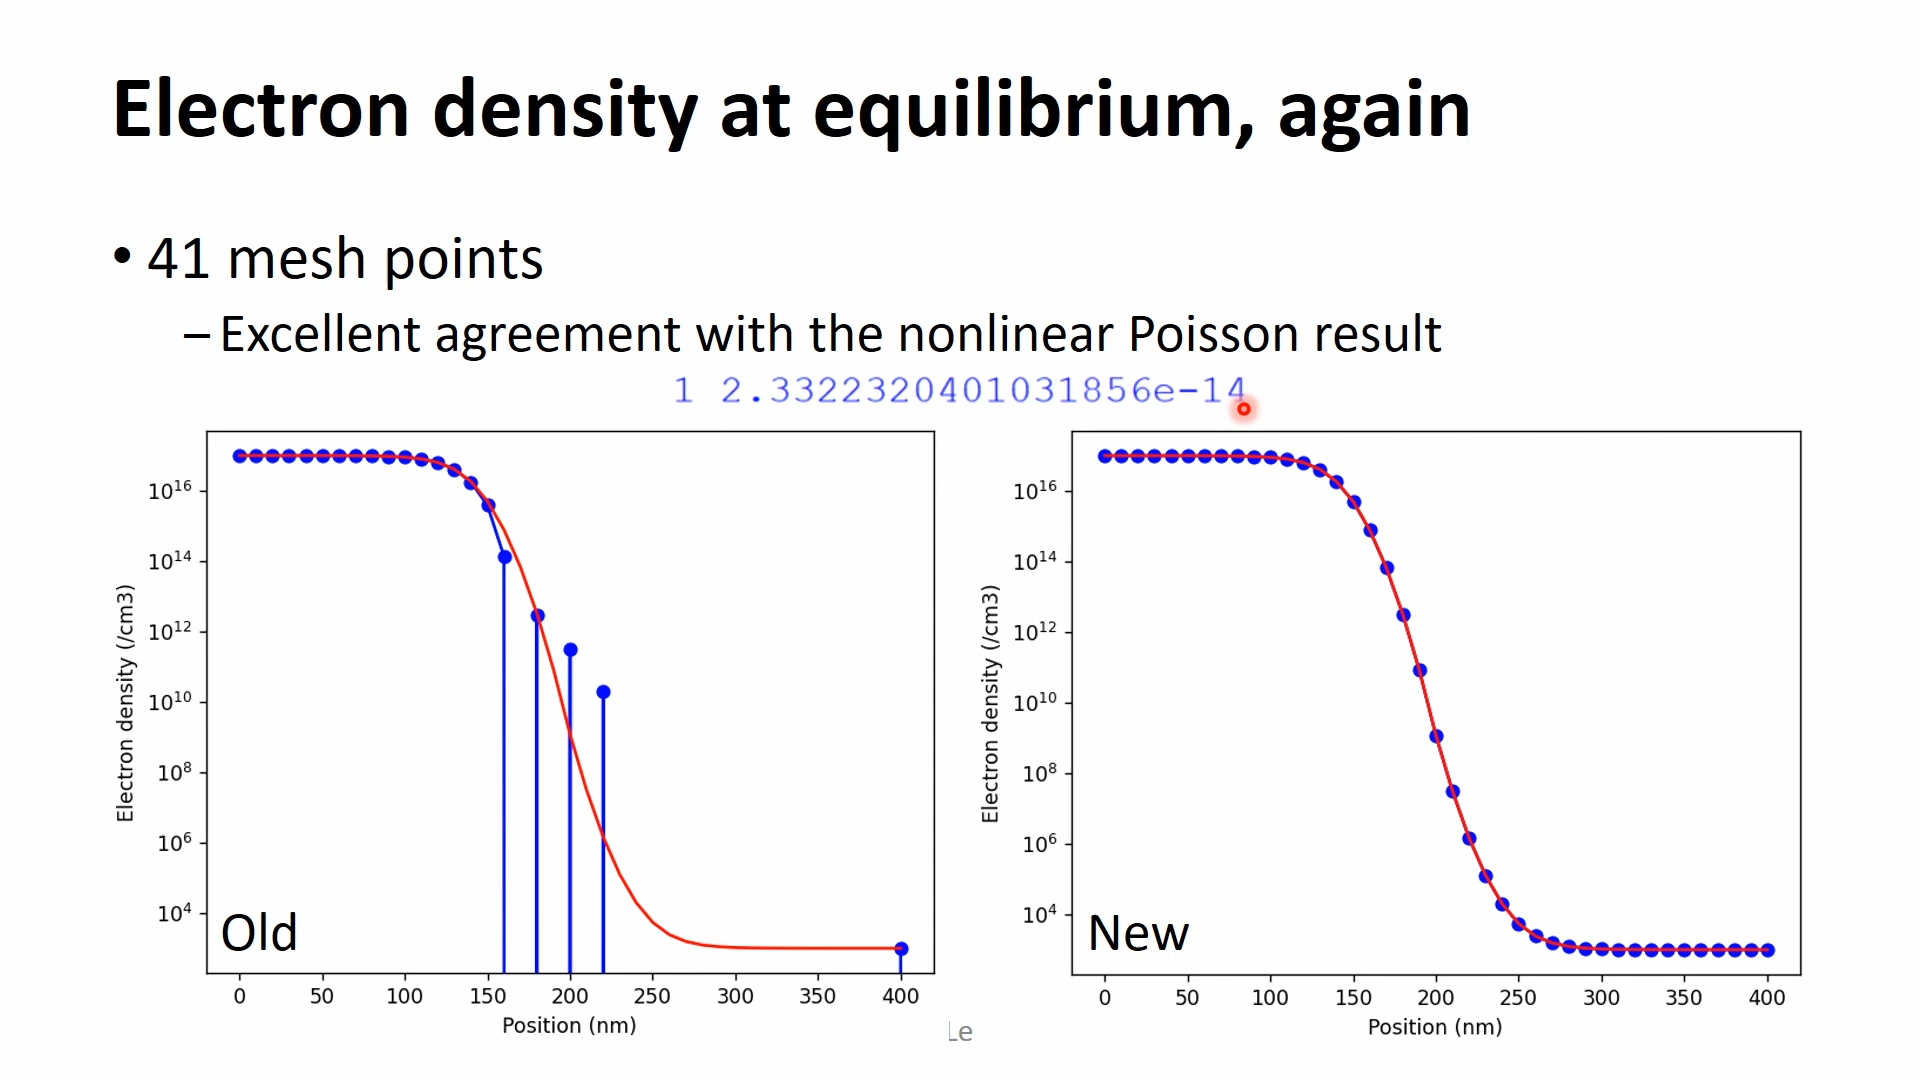 Electron density at equilibrium, again
• 41 mesh points
– Excellent agreement with the nonlinear Poisson result
1 2.3322320401031856e-14
10¹⁶
10¹⁴
10¹²
10¹⁰
10⁸
10⁶
10⁴
Electron density (/cm3)
Old
0 50 100 150 200 250 300 350 400
Position (nm)
10¹⁶
10¹⁴
10¹²
10¹⁰
10⁸
10⁶
10⁴
Electron density (/cm3)
New
0 50 100 150 200 250 300 350 400
Position (nm)
Le